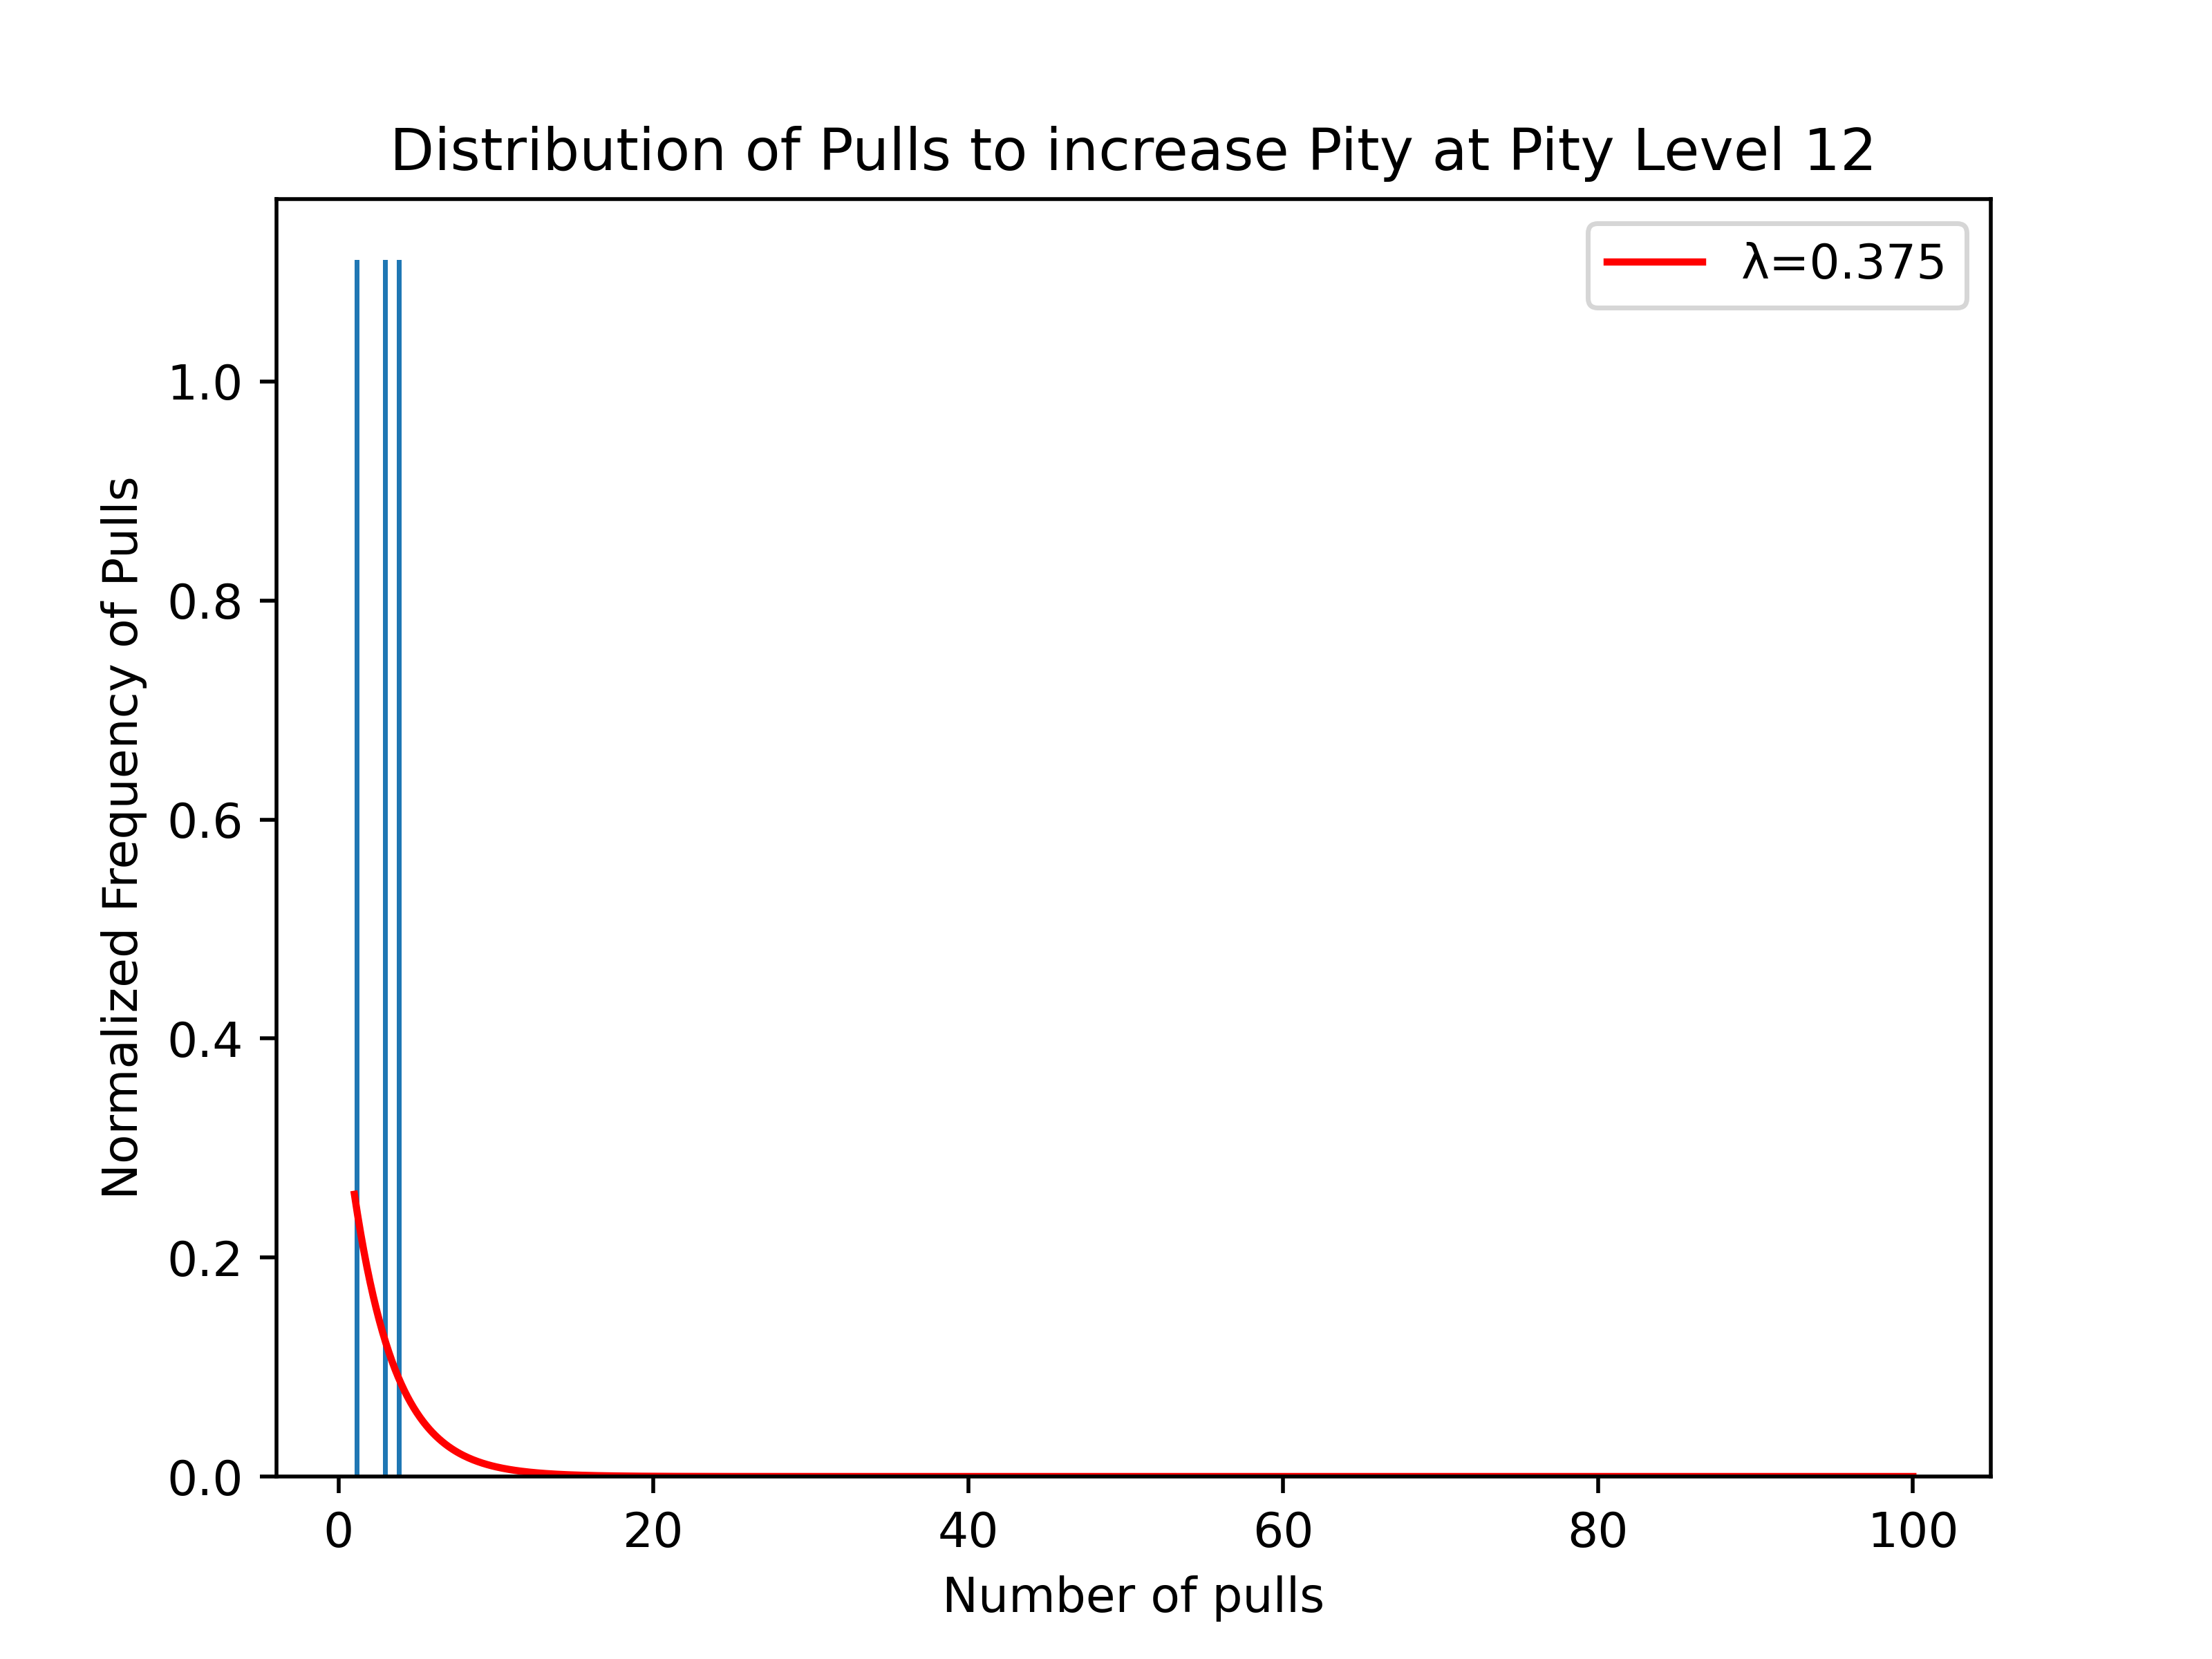 Distribution of Pulls to increase Pity at Pity Level 12
λ=0.375
Normalized Frequency of Pulls
1.0
0.8
0.6
0.4
0.2
0.0
0 20 40 60 80 100
Number of pulls